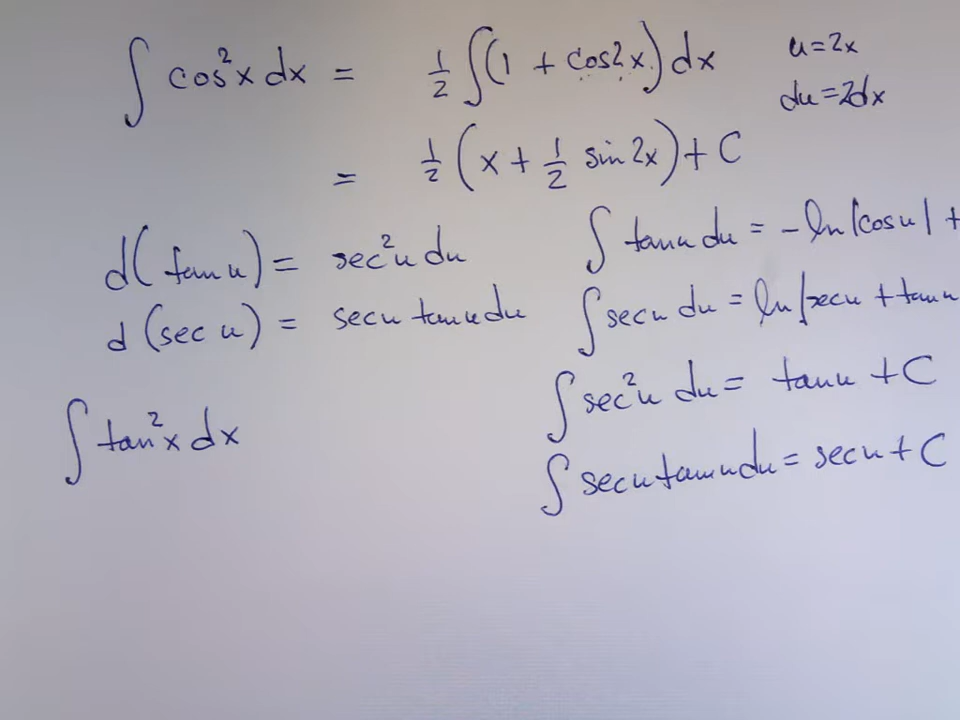 ∫ cos²x dx = ½ ∫(1 + cos2x) dx u=2x
du=2dx
= ½ (x + ½ sin 2x) + C
d(tan u) = sec²u du
d(sec u) = sec u tan u du
∫ tan²x dx
∫ tan u du = -ln|cos u| +
∫ sec u du = ln|sec u + tan u
∫ sec²u du = tan u + C
∫ sec u tan u du = sec u + C